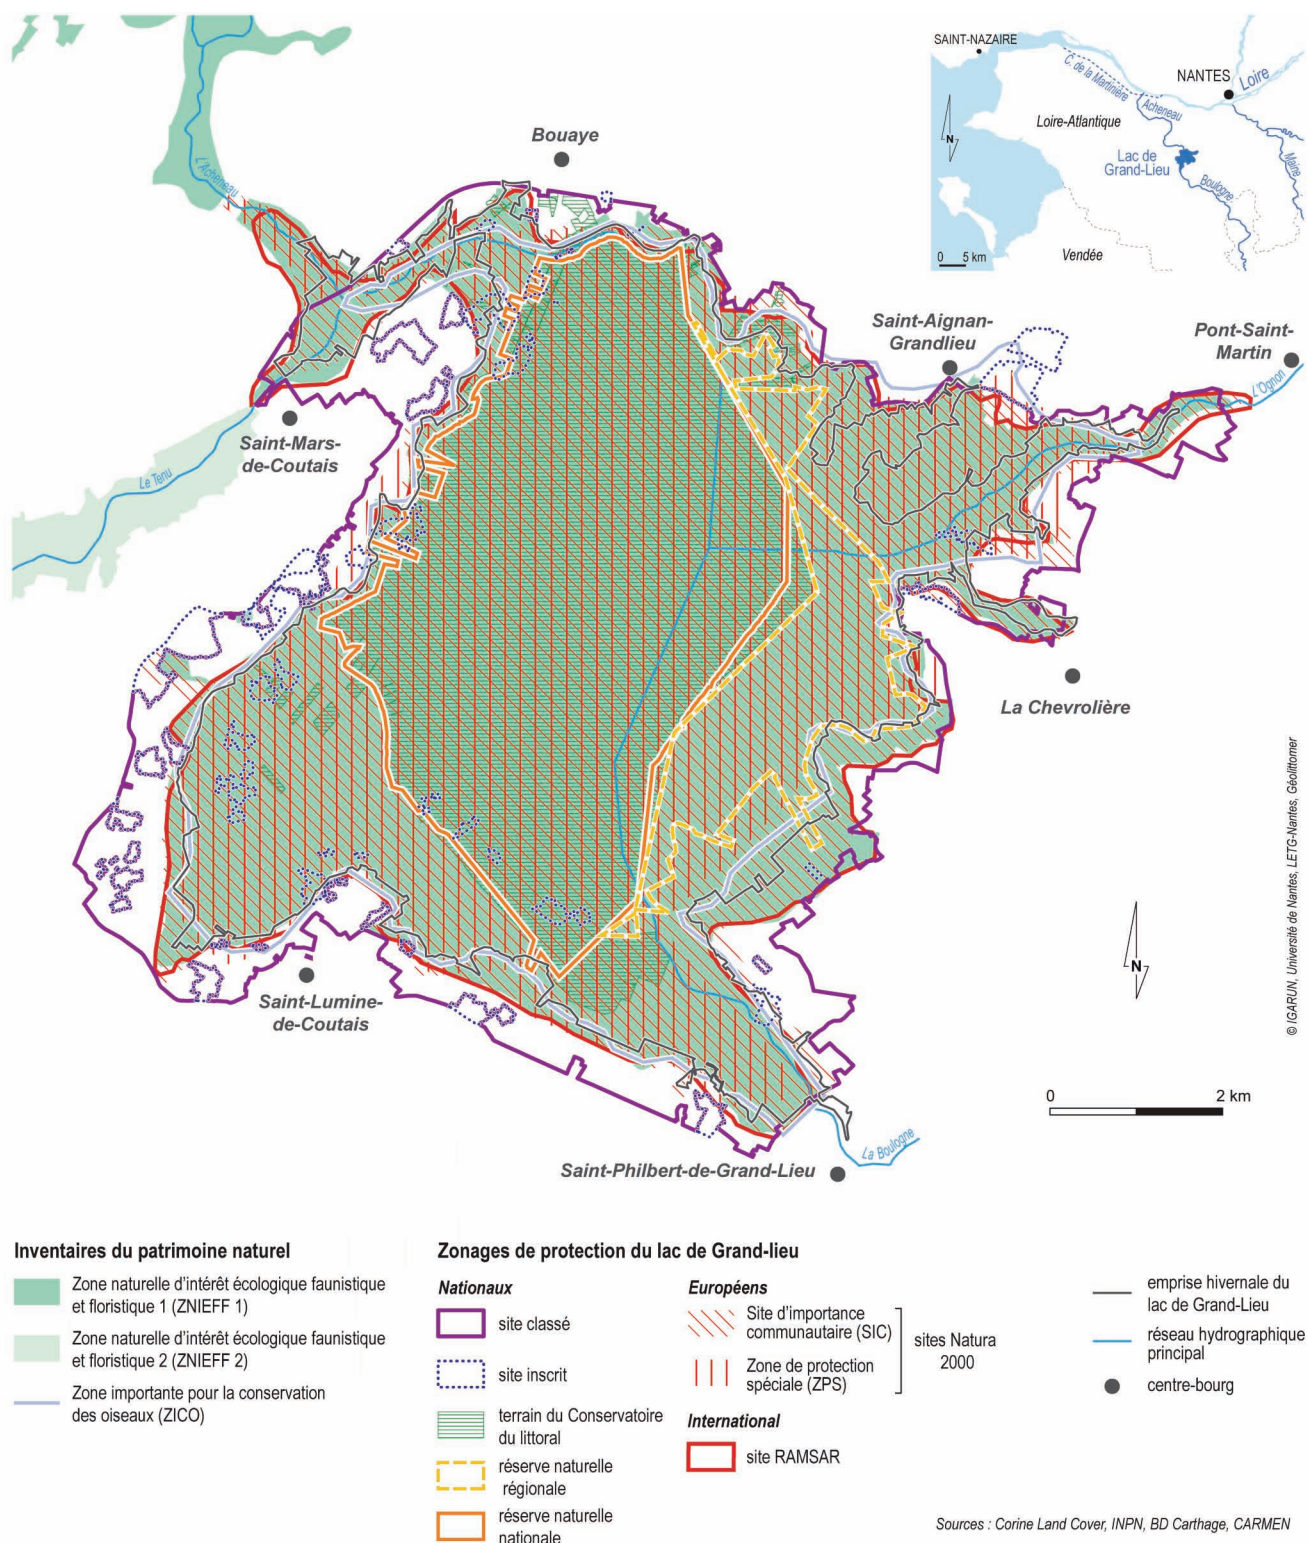 SAINT-NAZAIRE
C. de la Martinière
NANTES
Loire
Acheneau
Loire-Atlantique
N
Lac de
Grand-Lieu
Boulogne
Maine
Vendée
0 5 km
Bouaye
L'Acheneau
Saint-Aignan-
Grandlieu
Pont-Saint-
Martin
L'Ognon
Saint-Mars-
de-Coutais
Le Tenu
La Chevrolière
© IGARUN, Université de Nantes, LETG-Nantes, Géolittomer
N
Saint-Lumine-
de-Coutais
0 2 km
La Boulogne
Saint-Philbert-de-Grand-Lieu
Inventaires du patrimoine naturel
Zone naturelle d'intérêt écologique faunistique
et floristique 1 (ZNIEFF 1)
Zone naturelle d'intérêt écologique faunistique
et floristique 2 (ZNIEFF 2)
Zone importante pour la conservation
des oiseaux (ZICO)
Zonages de protection du lac de Grand-lieu
Nationaux
site classé
site inscrit
terrain du Conservatoire
du littoral
réserve naturelle
régionale
réserve naturelle
nationale
Européens
Site d'importance
communautaire (SIC)
Zone de protection
spéciale (ZPS)
sites Natura
2000
International
site RAMSAR
emprise hivernale du
lac de Grand-Lieu
réseau hydrographique
principal
centre-bourg
Sources : Corine Land Cover, INPN, BD Carthage, CARMEN